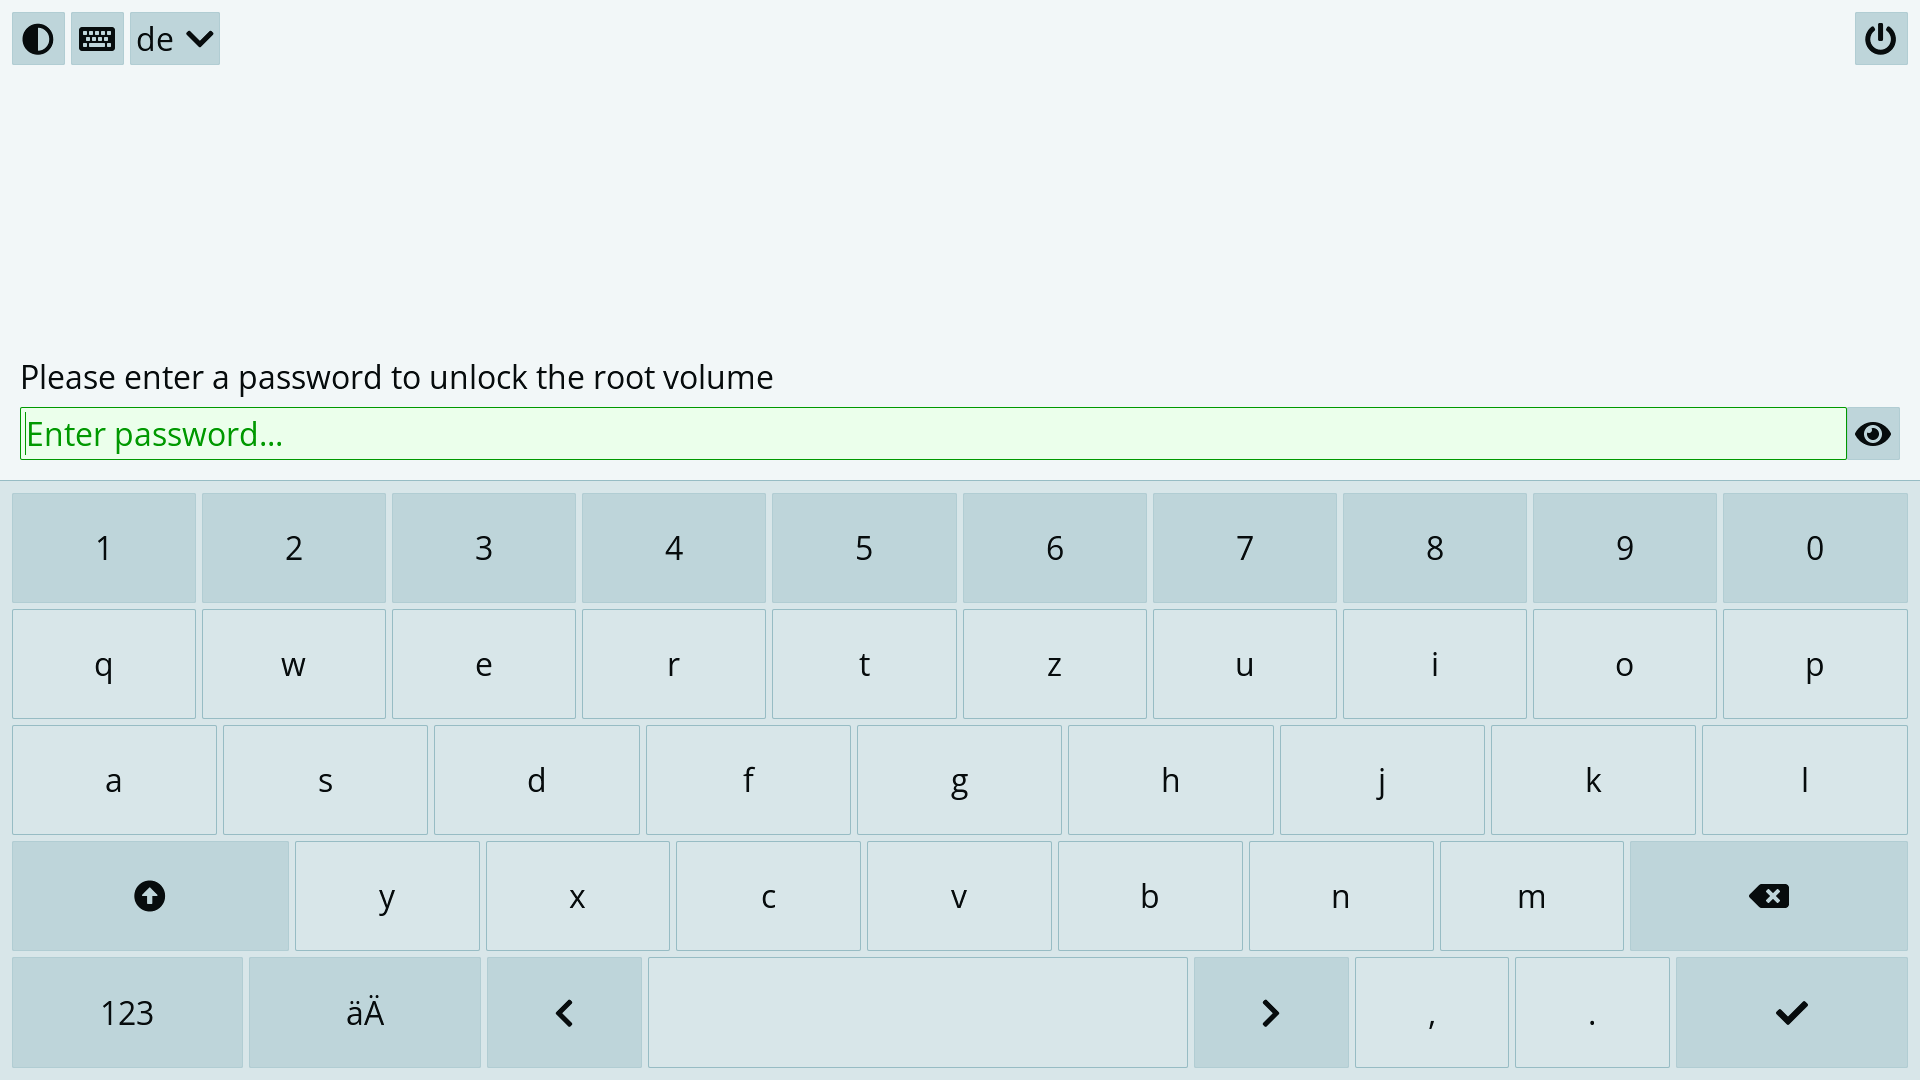 de
Please enter a password to unlock the root volume
Enter password...
1 2 3 4 5 6 7 8 9 0
q w e r t z u i o p
a s d f g h j k l
y x c v b n m
123 äÄ , .